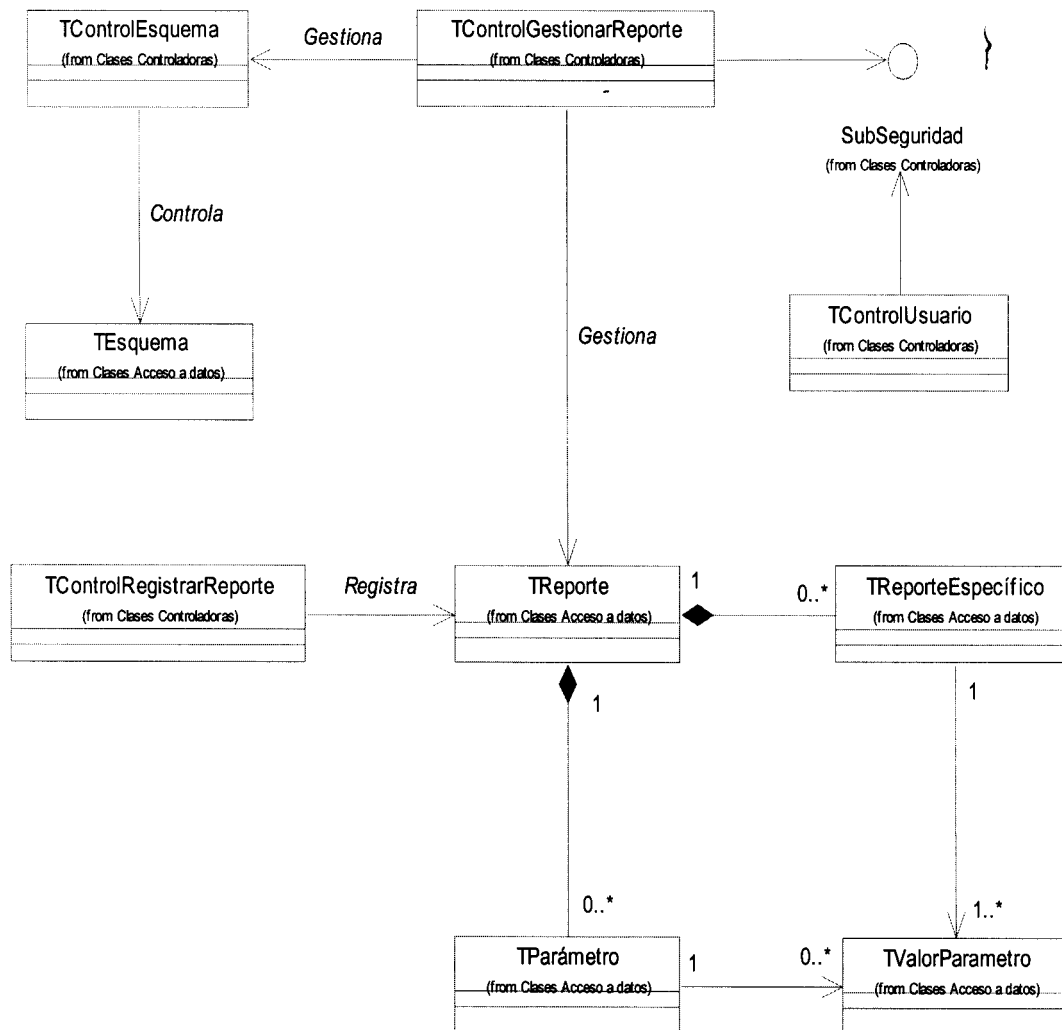 TControlEsquema
(from Clases Controladoras)
Gestiona
TControlGestionarReporte
(from Clases Controladoras)
SubSeguridad
(from Clases Controladoras)
Controla
TEsquema
(from Clases Acceso a datos)
Gestiona
TControlUsuario
(from Clases Controladoras)
TControlRegistrarReporte
(from Clases Controladoras)
Registra
TReporte
(from Clases Acceso a datos)
1
0..*
TReporteEspecífico
(from Clases Acceso a datos)
1
1
0..*
1..*
TParámetro
(from Clases Acceso a datos)
1
0..*
TValorParametro
(from Clases Acceso a datos)